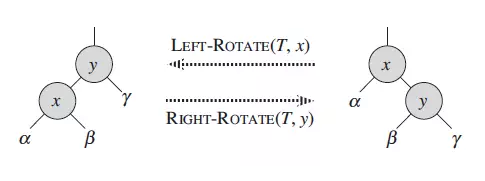 LEFT-ROTATE(T, x)
y
x
x
γ
α
y
RIGHT-ROTATE(T, y)
α
β
β
γ